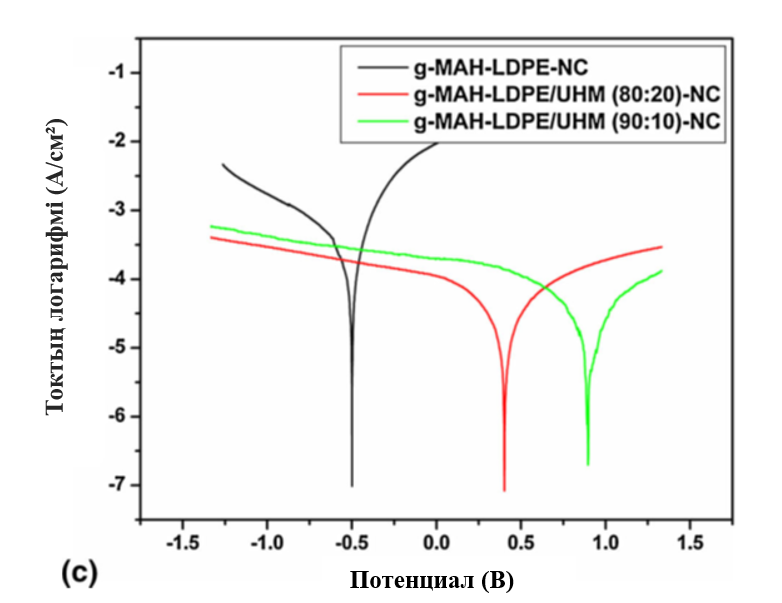 g-MAH-LDPE-NC
g-MAH-LDPE/UHM (80:20)-NC
g-MAH-LDPE/UHM (90:10)-NC
Токтың логарифмі (А/см²)
-1
-2
-3
-4
-5
-6
-7
-1.5 -1.0 -0.5 0.0 0.5 1.0 1.5
(c)
Потенциал (В)